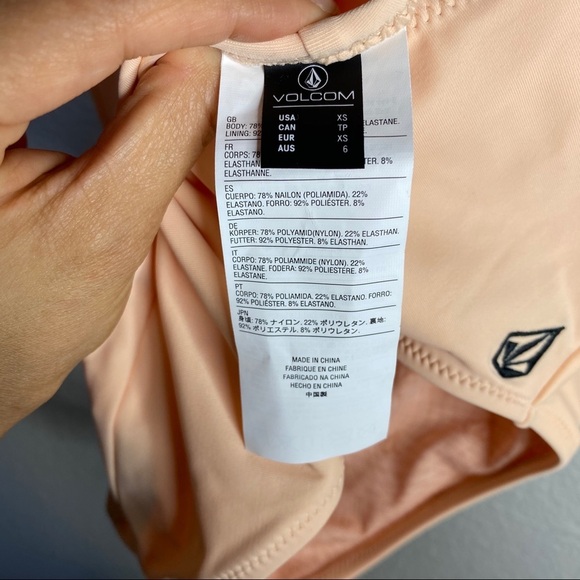 VOLCOM
USA XS
CAN TP
EUR XS
AUS 6
GB
BODY: 78% ELASTANE.
LINING: 92%
FR
CORPS: 78% 
ELASTHAN 8%
ELASTHANNE.
ES
CUERPO: 78% NAILON (POLIAMIDA). 22%
ELASTANO. FORRO: 92% POLIÉSTER. 8%
ELASTANO.
DE
KÖRPER: 78% POLYAMID(NYLON). 22% ELASTHAN.
FUTTER: 92% POLYESTER. 8% ELASTHAN.
IT
CORPO: 78% POLIAMMIDE (NYLON). 22%
ELASTANE. FODERA: 92% POLIESTERE. 8%
ELASTANE.
PT
CORPO: 78% POLIAMIDA. 22% ELASTANO. FORRO:
92% POLIÉSTER. 8% ELASTANO.
JPN
身頃: 78% ナイロン. 22% ポリウレタン. 裏地:
92% ポリエステル. 8% ポリウレタン.
MADE IN CHINA
FABRIQUE EN CHINE
FABRICADO NA CHINA
HECHO EN CHINA
中国製